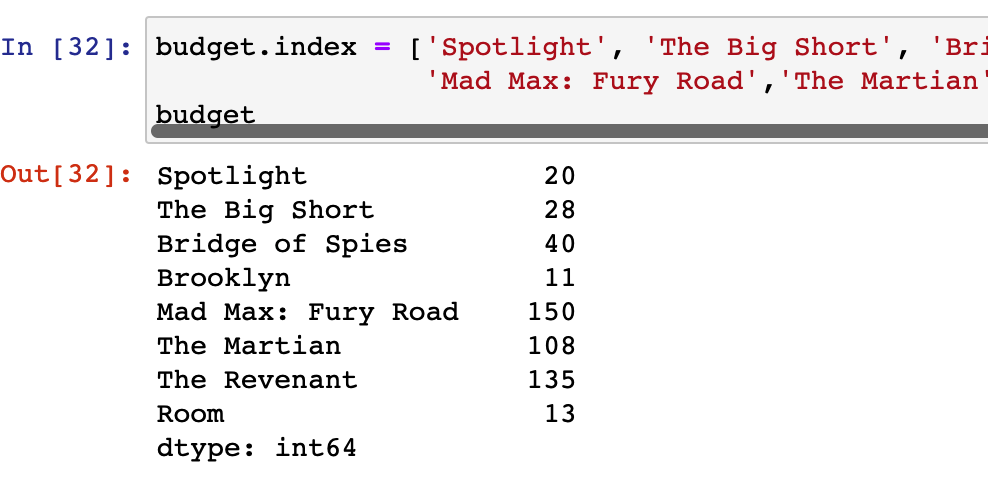 In [32]: budget.index = ['Spotlight', 'The Big Short', 'Bri
'Mad Max: Fury Road','The Martian'
budget
Out[32]: Spotlight 20
The Big Short 28
Bridge of Spies 40
Brooklyn 11
Mad Max: Fury Road 150
The Martian 108
The Revenant 135
Room 13
dtype: int64